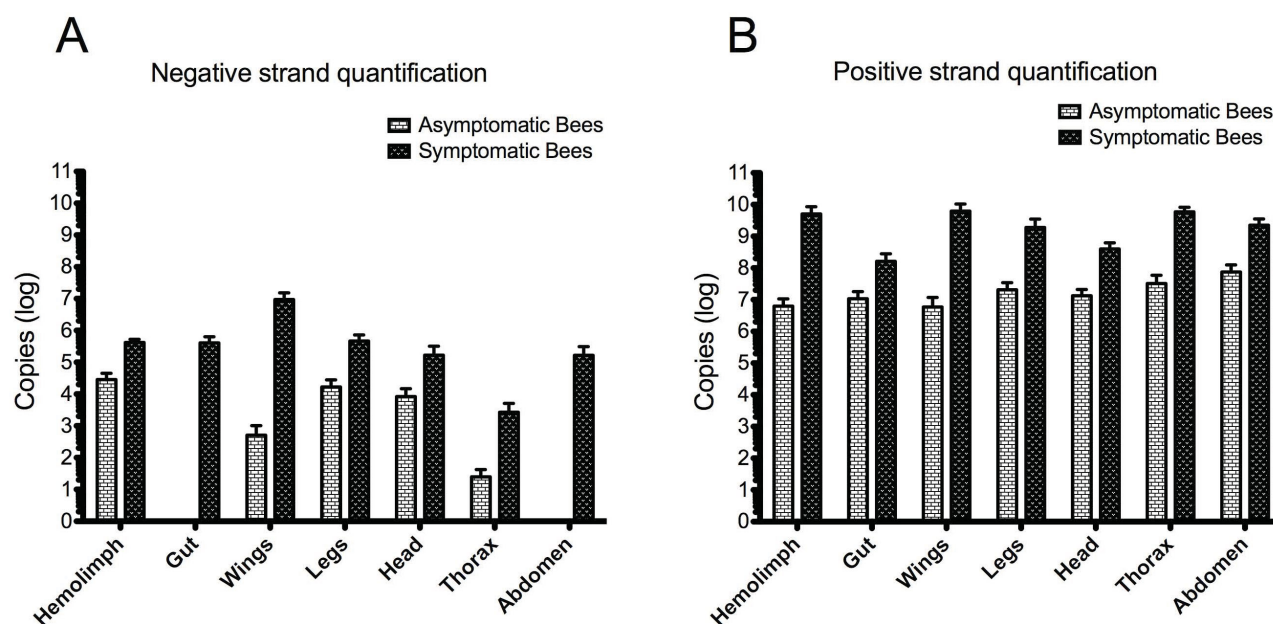 A
Negative strand quantification
Asymptomatic Bees
Symptomatic Bees
11
10
9
8
7
6
5
4
3
2
1
0
Copies (log)
Hemolimph
Gut
Wings
Legs
Head
Thorax
Abdomen
B
Positive strand quantification
Asymptomatic Bees
Symptomatic Bees
11
10
9
8
7
6
5
4
3
2
1
0
Copies (log)
Hemolimph
Gut
Wings
Legs
Head
Thorax
Abdomen